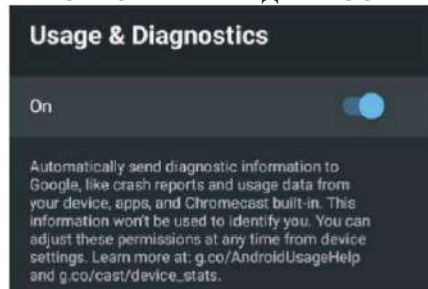 Usage & Diagnostics
On
Automatically send diagnostic information to
Google, like crash reports and usage data from
your device, apps, and Chromecast built-in. This
information won't be used to identify you. You can
adjust these permissions at any time from device
settings. Learn more at: g.co/AndroidUsageHelp
and g.co/cast/device_stats.